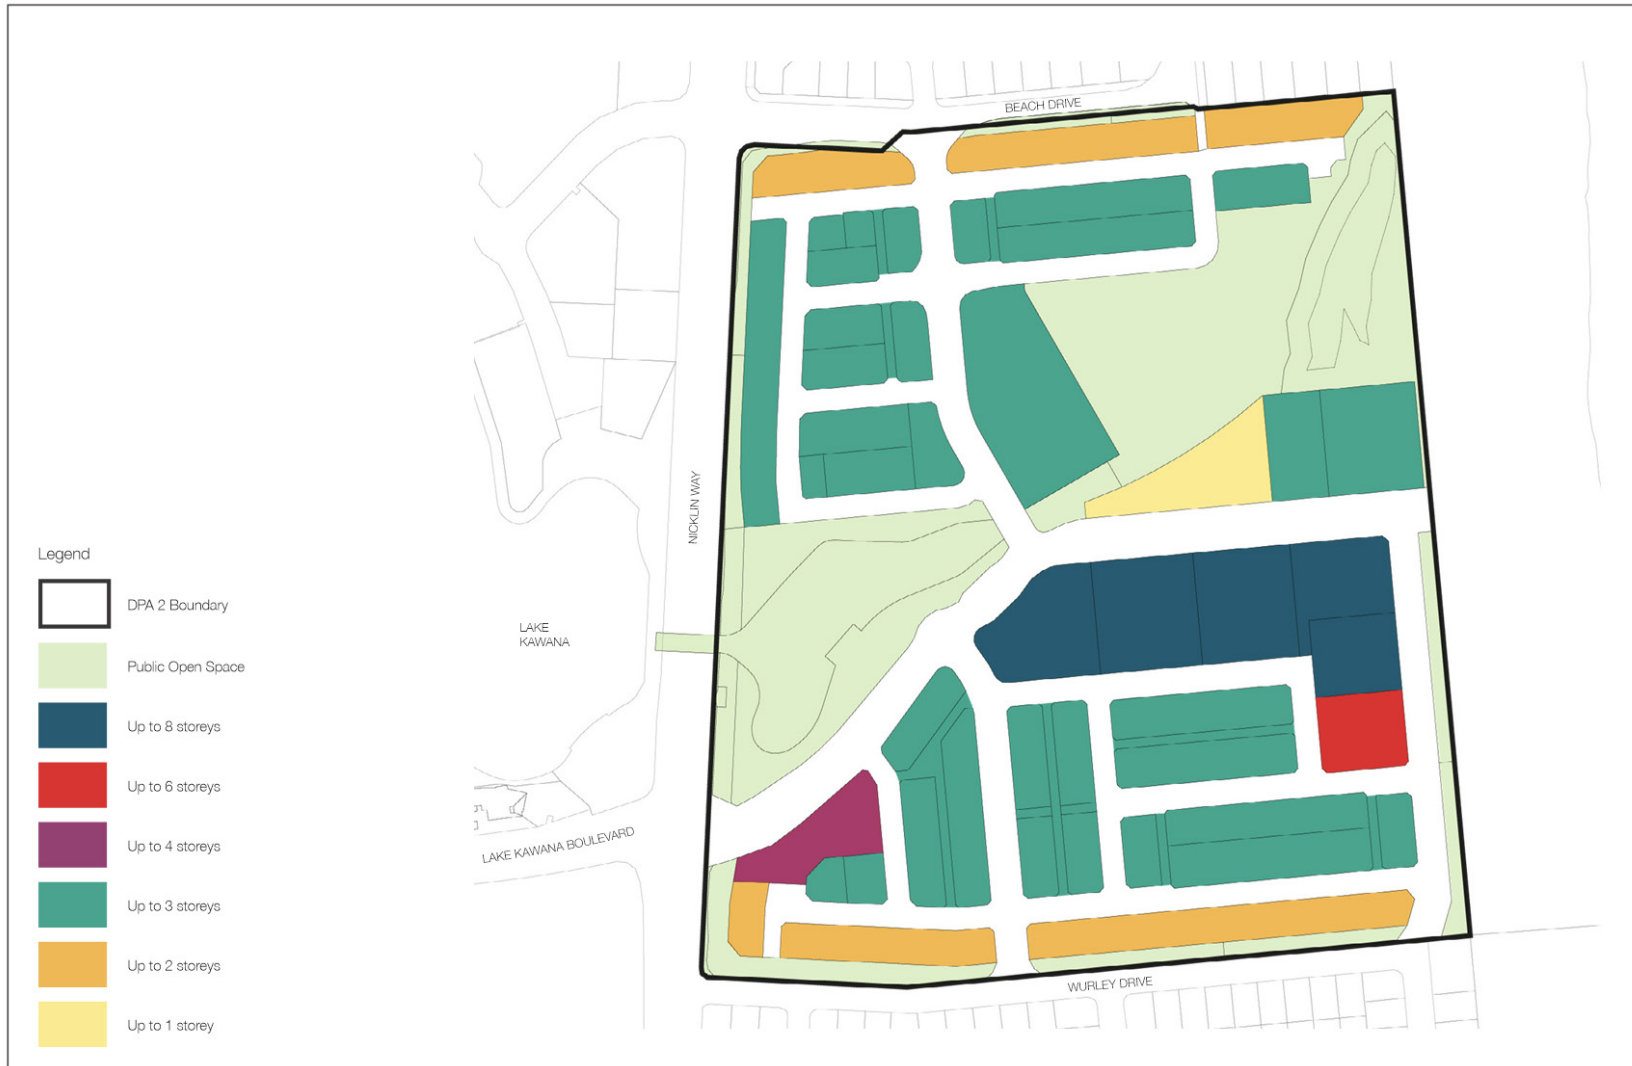 BEACH DRIVE
NICKLIN WAY
Legend
DPA 2 Boundary
LAKE
KAWANA
Public Open Space
Up to 8 storeys
Up to 6 storeys
LAKE KAWANA BOULEVARD
Up to 4 storeys
Up to 3 storeys
Up to 2 storeys
WURLEY DRIVE
Up to 1 storey